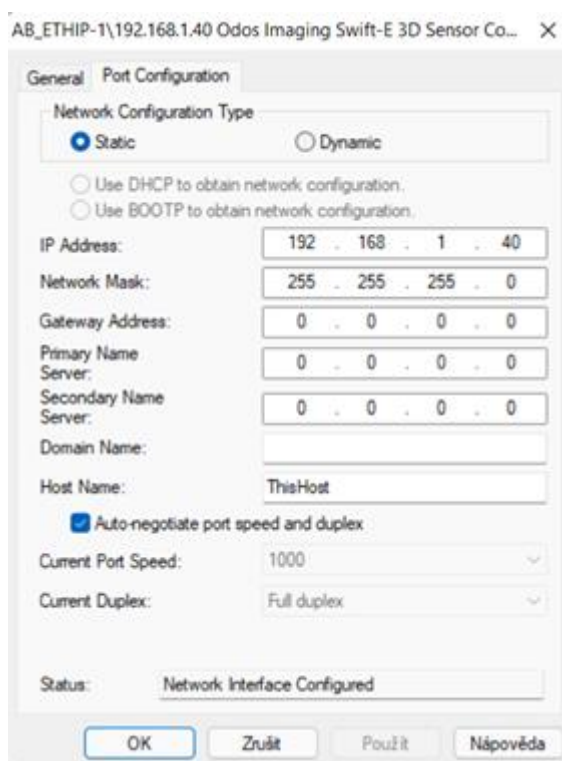 AB_ETHIP-1\192.168.1.40 Odos Imaging Swift-E 3D Sensor Co...
General Port Configuration
Network Configuration Type
Static Dynamic
Use DHCP to obtain network configuration.
Use BOOTP to obtain network configuration.
IP Address: 192 . 168 . 1 . 40
Network Mask: 255 . 255 . 255 . 0
Gateway Address: 0 . 0 . 0 . 0
Primary Name
Server: 0 . 0 . 0 . 0
Secondary Name
Server: 0 . 0 . 0 . 0
Domain Name:
Host Name: ThisHost
Auto-negotiate port speed and duplex
Current Port Speed: 1000
Current Duplex: Full duplex
Status: Network Interface Configured
OK Zrušit Použít Nápověda